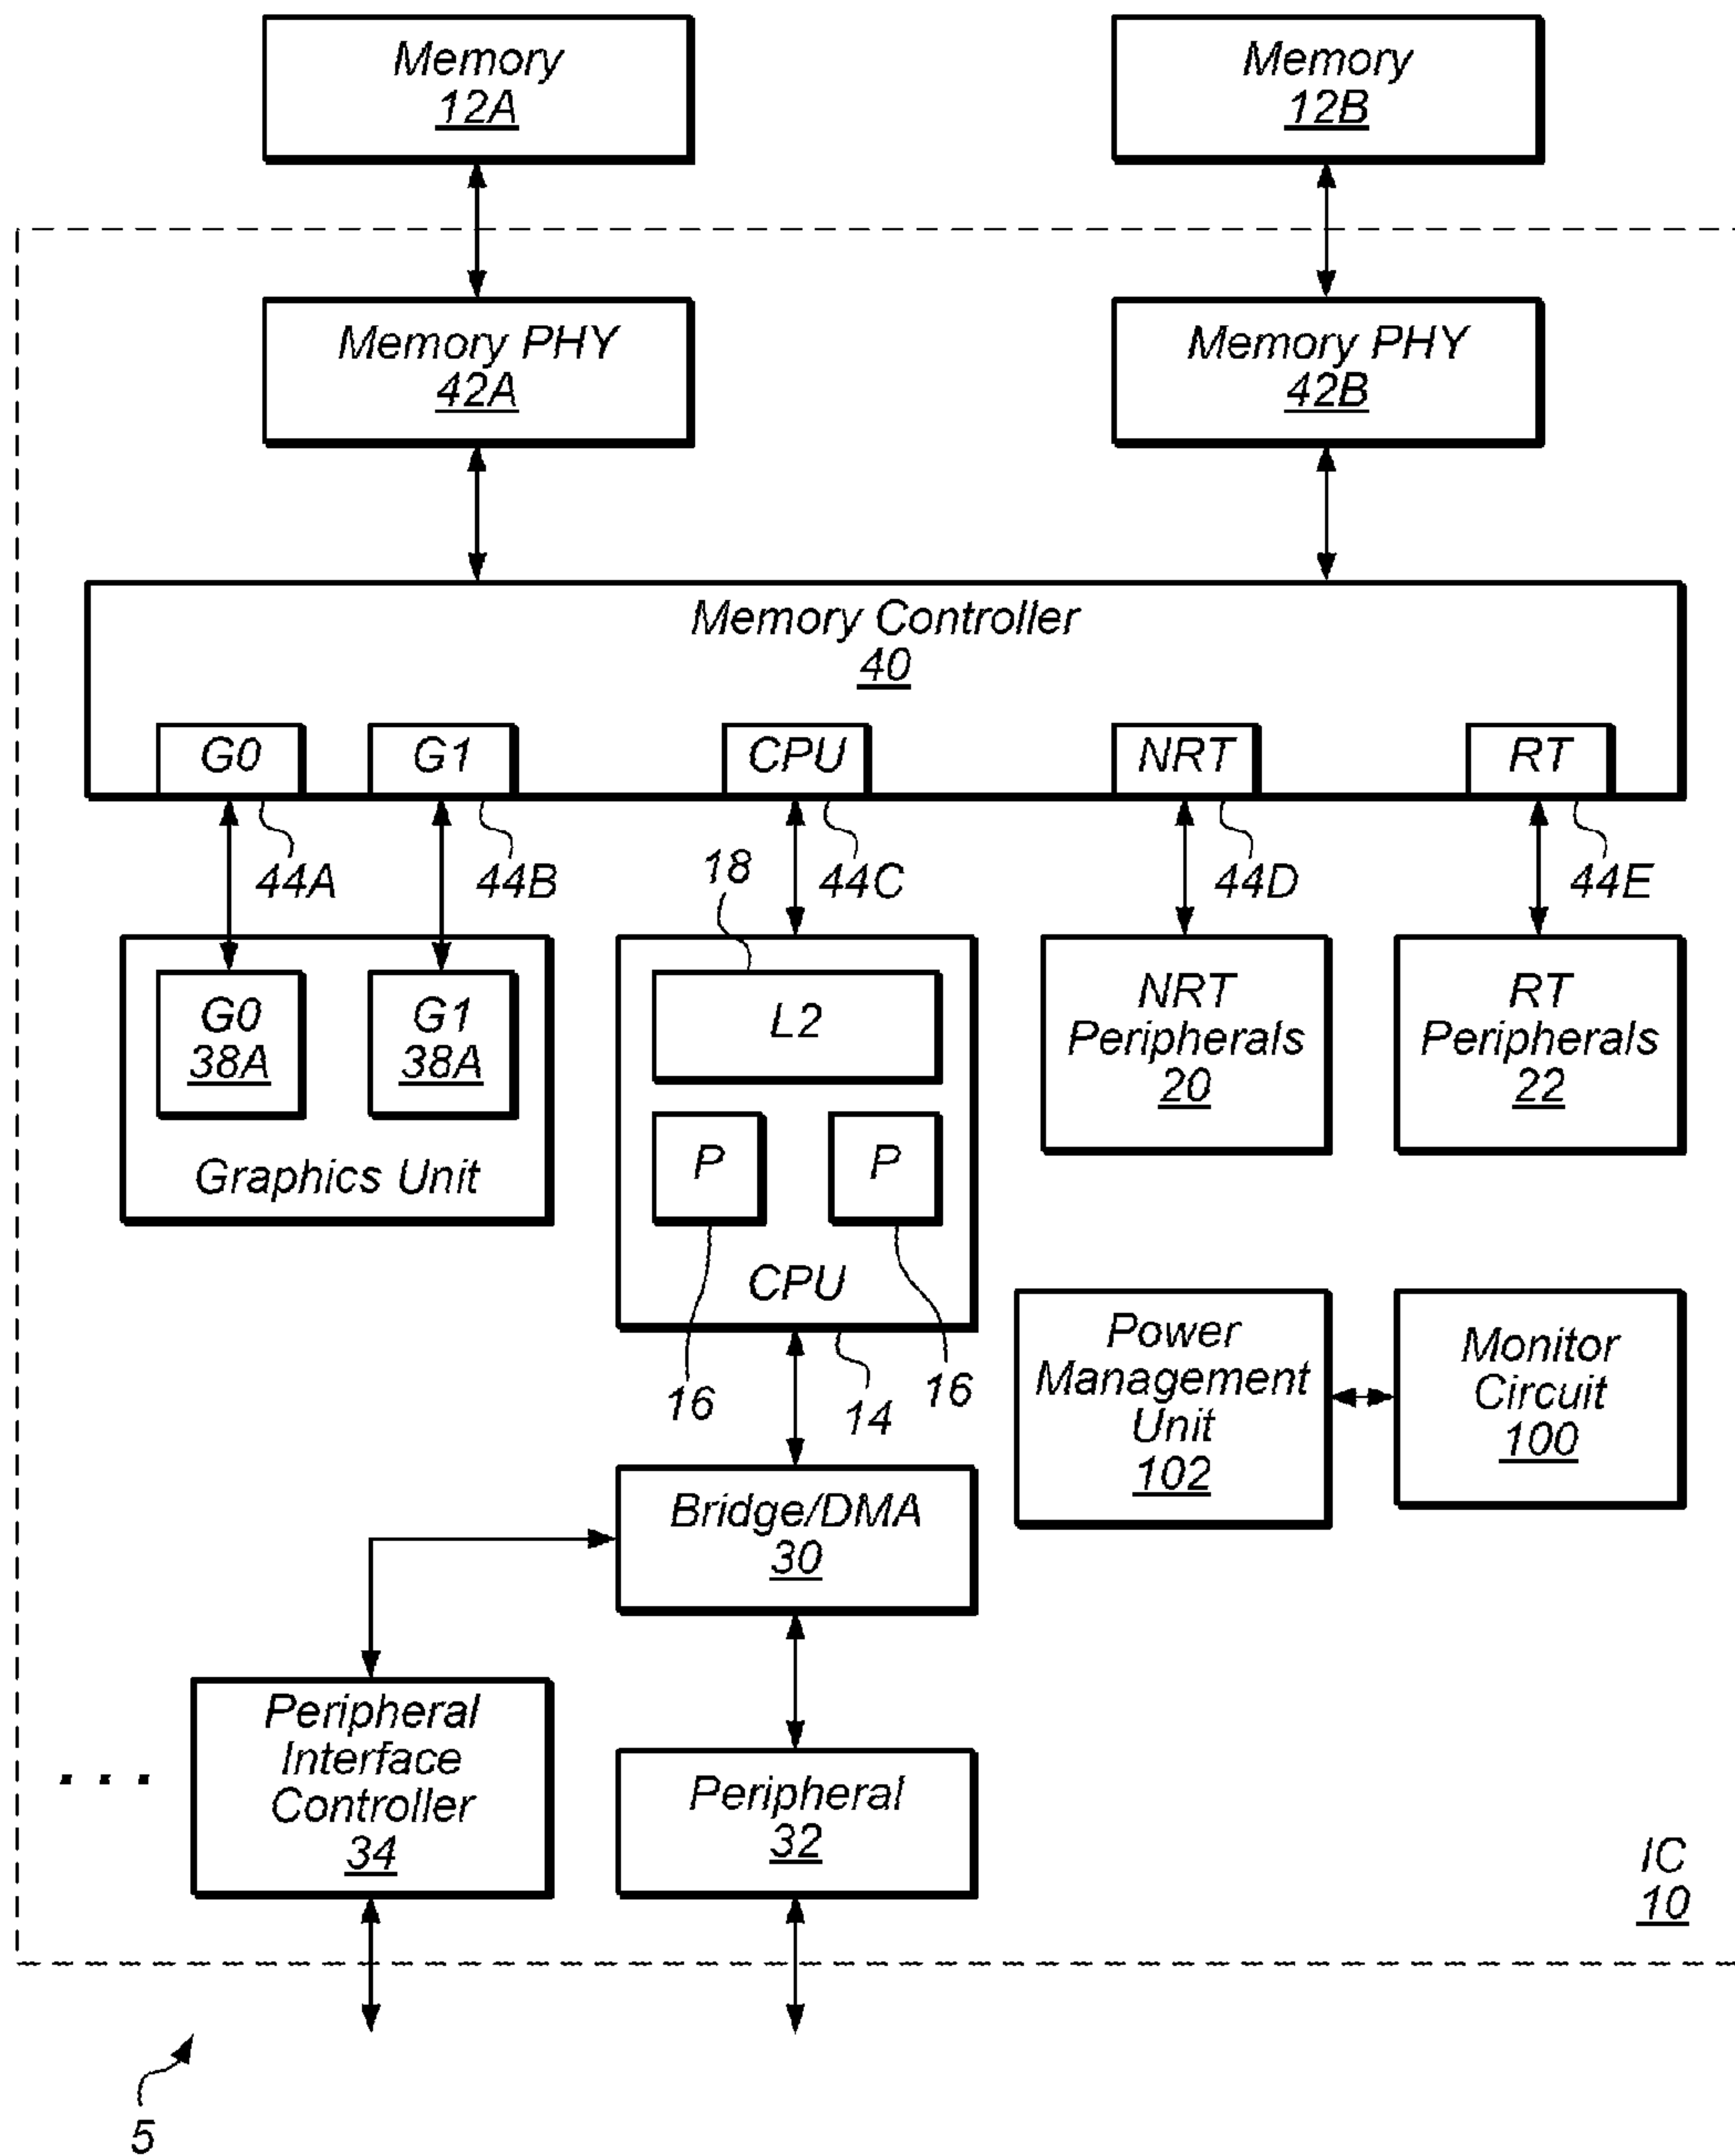 Memory
12A
Memory
12B
Memory PHY
42A
Memory PHY
42B
Memory Controller
40
G0
G1
CPU
NRT
RT
44A
44B
18
44C
44D
44E
G0
38A
G1
38A
Graphics Unit
L2
P
P
CPU
16
14
16
NRT
Peripherals
20
RT
Peripherals
22
Power
Management
Unit
102
Monitor
Circuit
100
Bridge/DMA
30
. . .
Peripheral
Interface
Controller
34
Peripheral
32
IC
10
5